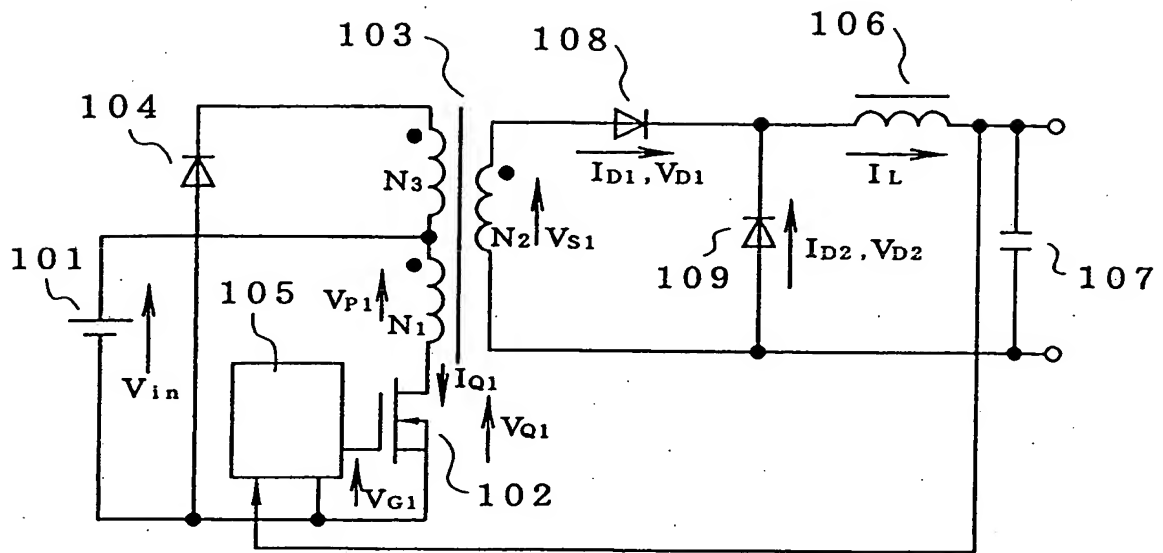 103
108
106
104
N3
ID1,VD1
IL
N2
VS1
101
109
ID2,VD2
107
105
VP1
N1
Vin
IQ1
VQ1
VG1
102